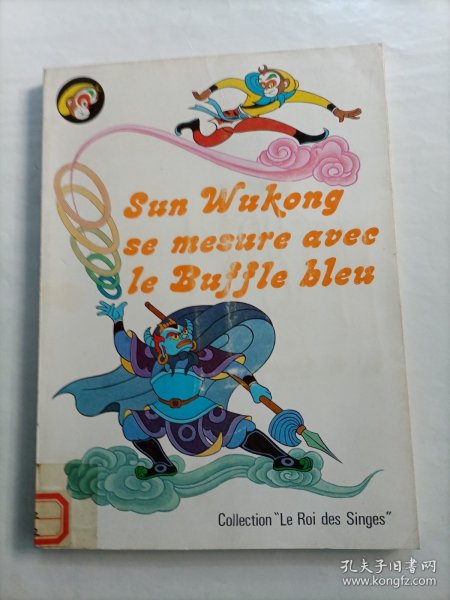 Sun Wukong
se mesure avec
le Buffle bleu
Collection "Le Roi des Singes"
孔夫子旧书网
www.kongfz.com